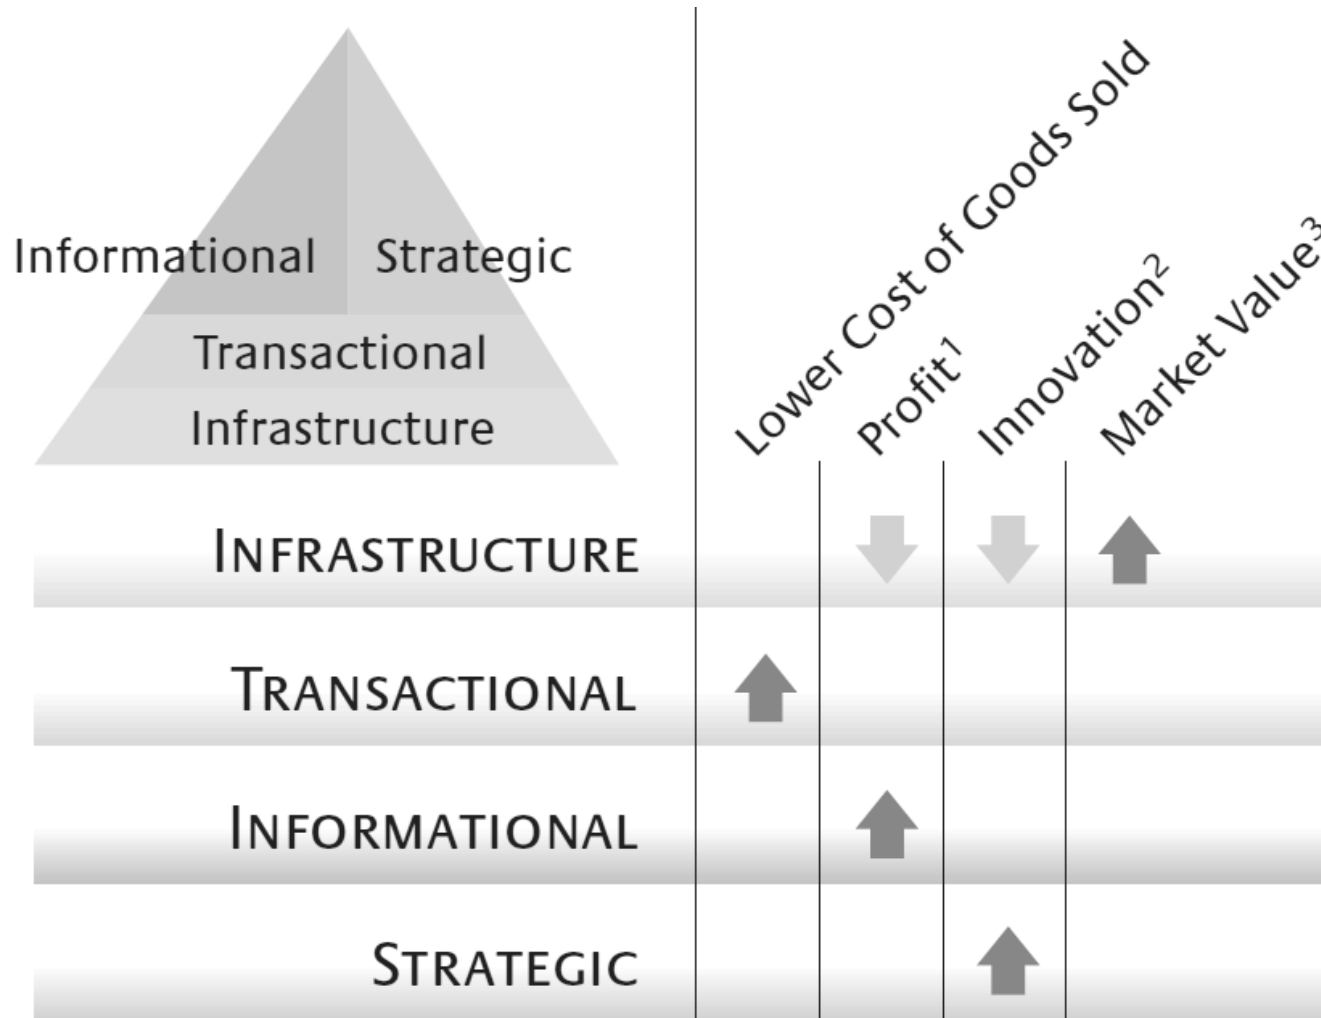 Informational Strategic
Transactional
Infrastructure
Lower Cost of Goods Sold
Profit¹
Innovation²
Market Value³
INFRASTRUCTURE
TRANSACTIONAL
INFORMATIONAL
STRATEGIC